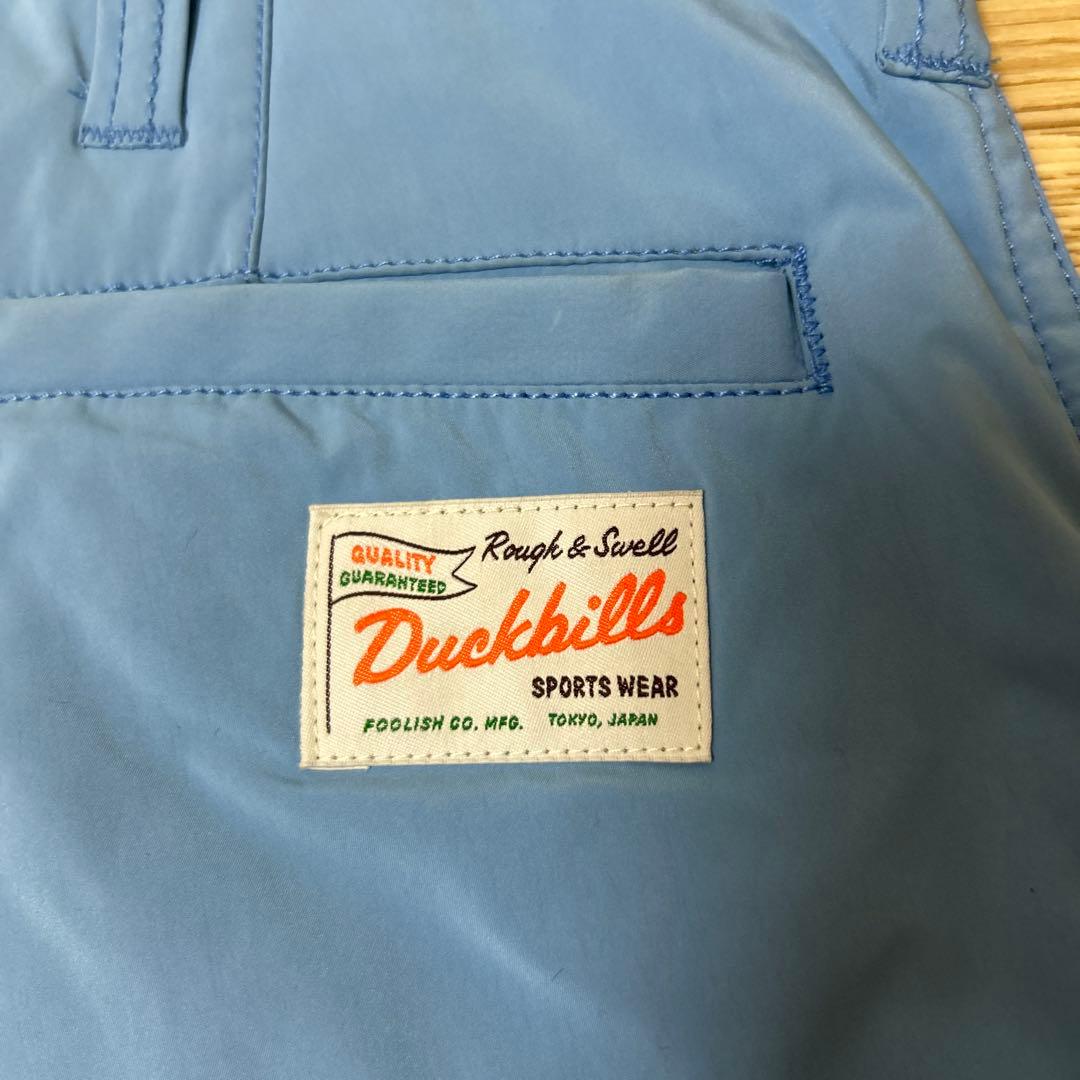 QUALITY
GUARANTEED
Rough & Swell
Duckbills
SPORTS WEAR
FOOLISH CO. MFG. TOKYO, JAPAN